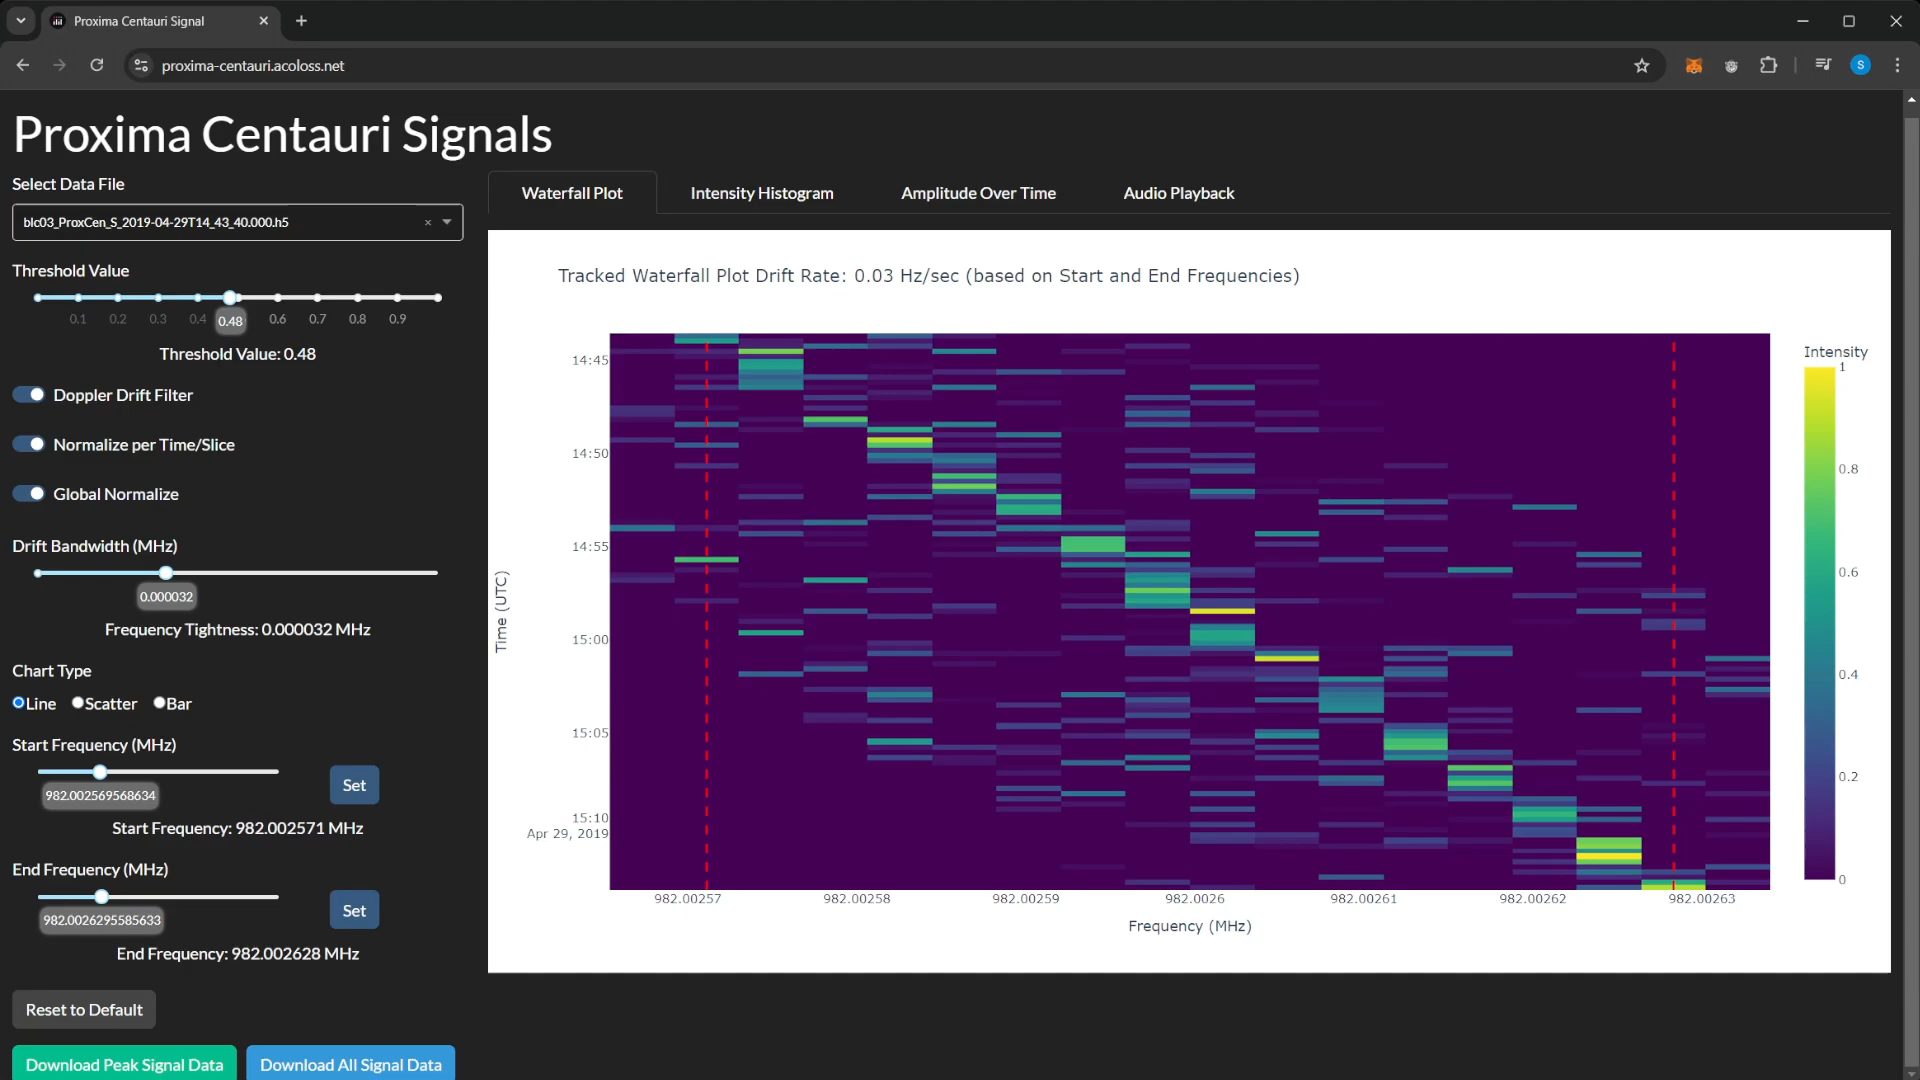 Proxima Centauri Signal
proxima-centauri.acoloss.net
S
Proxima Centauri Signals
Select Data File
blc03_ProxCen_S_2019-04-29T14_43_40.000.h5
Threshold Value
0.1 0.2 0.3 0.4 0.48 0.6 0.7 0.8 0.9
Threshold Value: 0.48
Doppler Drift Filter
Normalize per Time/Slice
Global Normalize
Drift Bandwidth (MHz)
0.000032
Frequency Tightness: 0.000032 MHz
Chart Type
Line Scatter Bar
Start Frequency (MHz)
982.002569568634
Set
Start Frequency: 982.002571 MHz
End Frequency (MHz)
982.0026295585633
Set
End Frequency: 982.002628 MHz
Reset to Default
Download Peak Signal Data Download All Signal Data
Waterfall Plot Intensity Histogram Amplitude Over Time Audio Playback
Tracked Waterfall Plot Drift Rate: 0.03 Hz/sec (based on Start and End Frequencies)
Time (UTC)
14:45
14:50
14:55
15:00
15:05
15:10
Apr 29, 2019
982.00257 982.00258 982.00259 982.0026 982.00261 982.00262 982.00263
Frequency (MHz)
Intensity
1
0.8
0.6
0.4
0.2
0